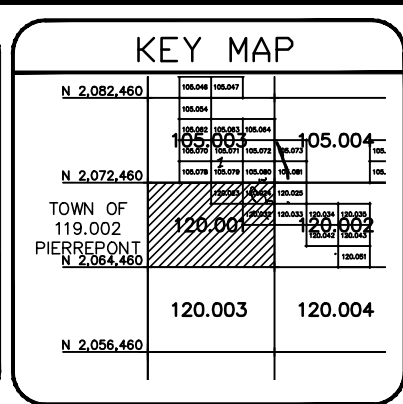 KEY MAP
N 2,082,460
105.046 105.047
105.054
105.062 105.063 105.064
105.003 105.004
105.070 105.071 105.072 105.073 105.
105.078 105.079 105.080 105.081 105.
N 2,072,460
120.023 120.024 120.025
TOWN OF
119.002
PIERREPONT
120.032 120.033 120.034 120.035
120.001 120.002
120.042 120.043
120.051
N 2,064,460
120.003 120.004
N 2,056,460